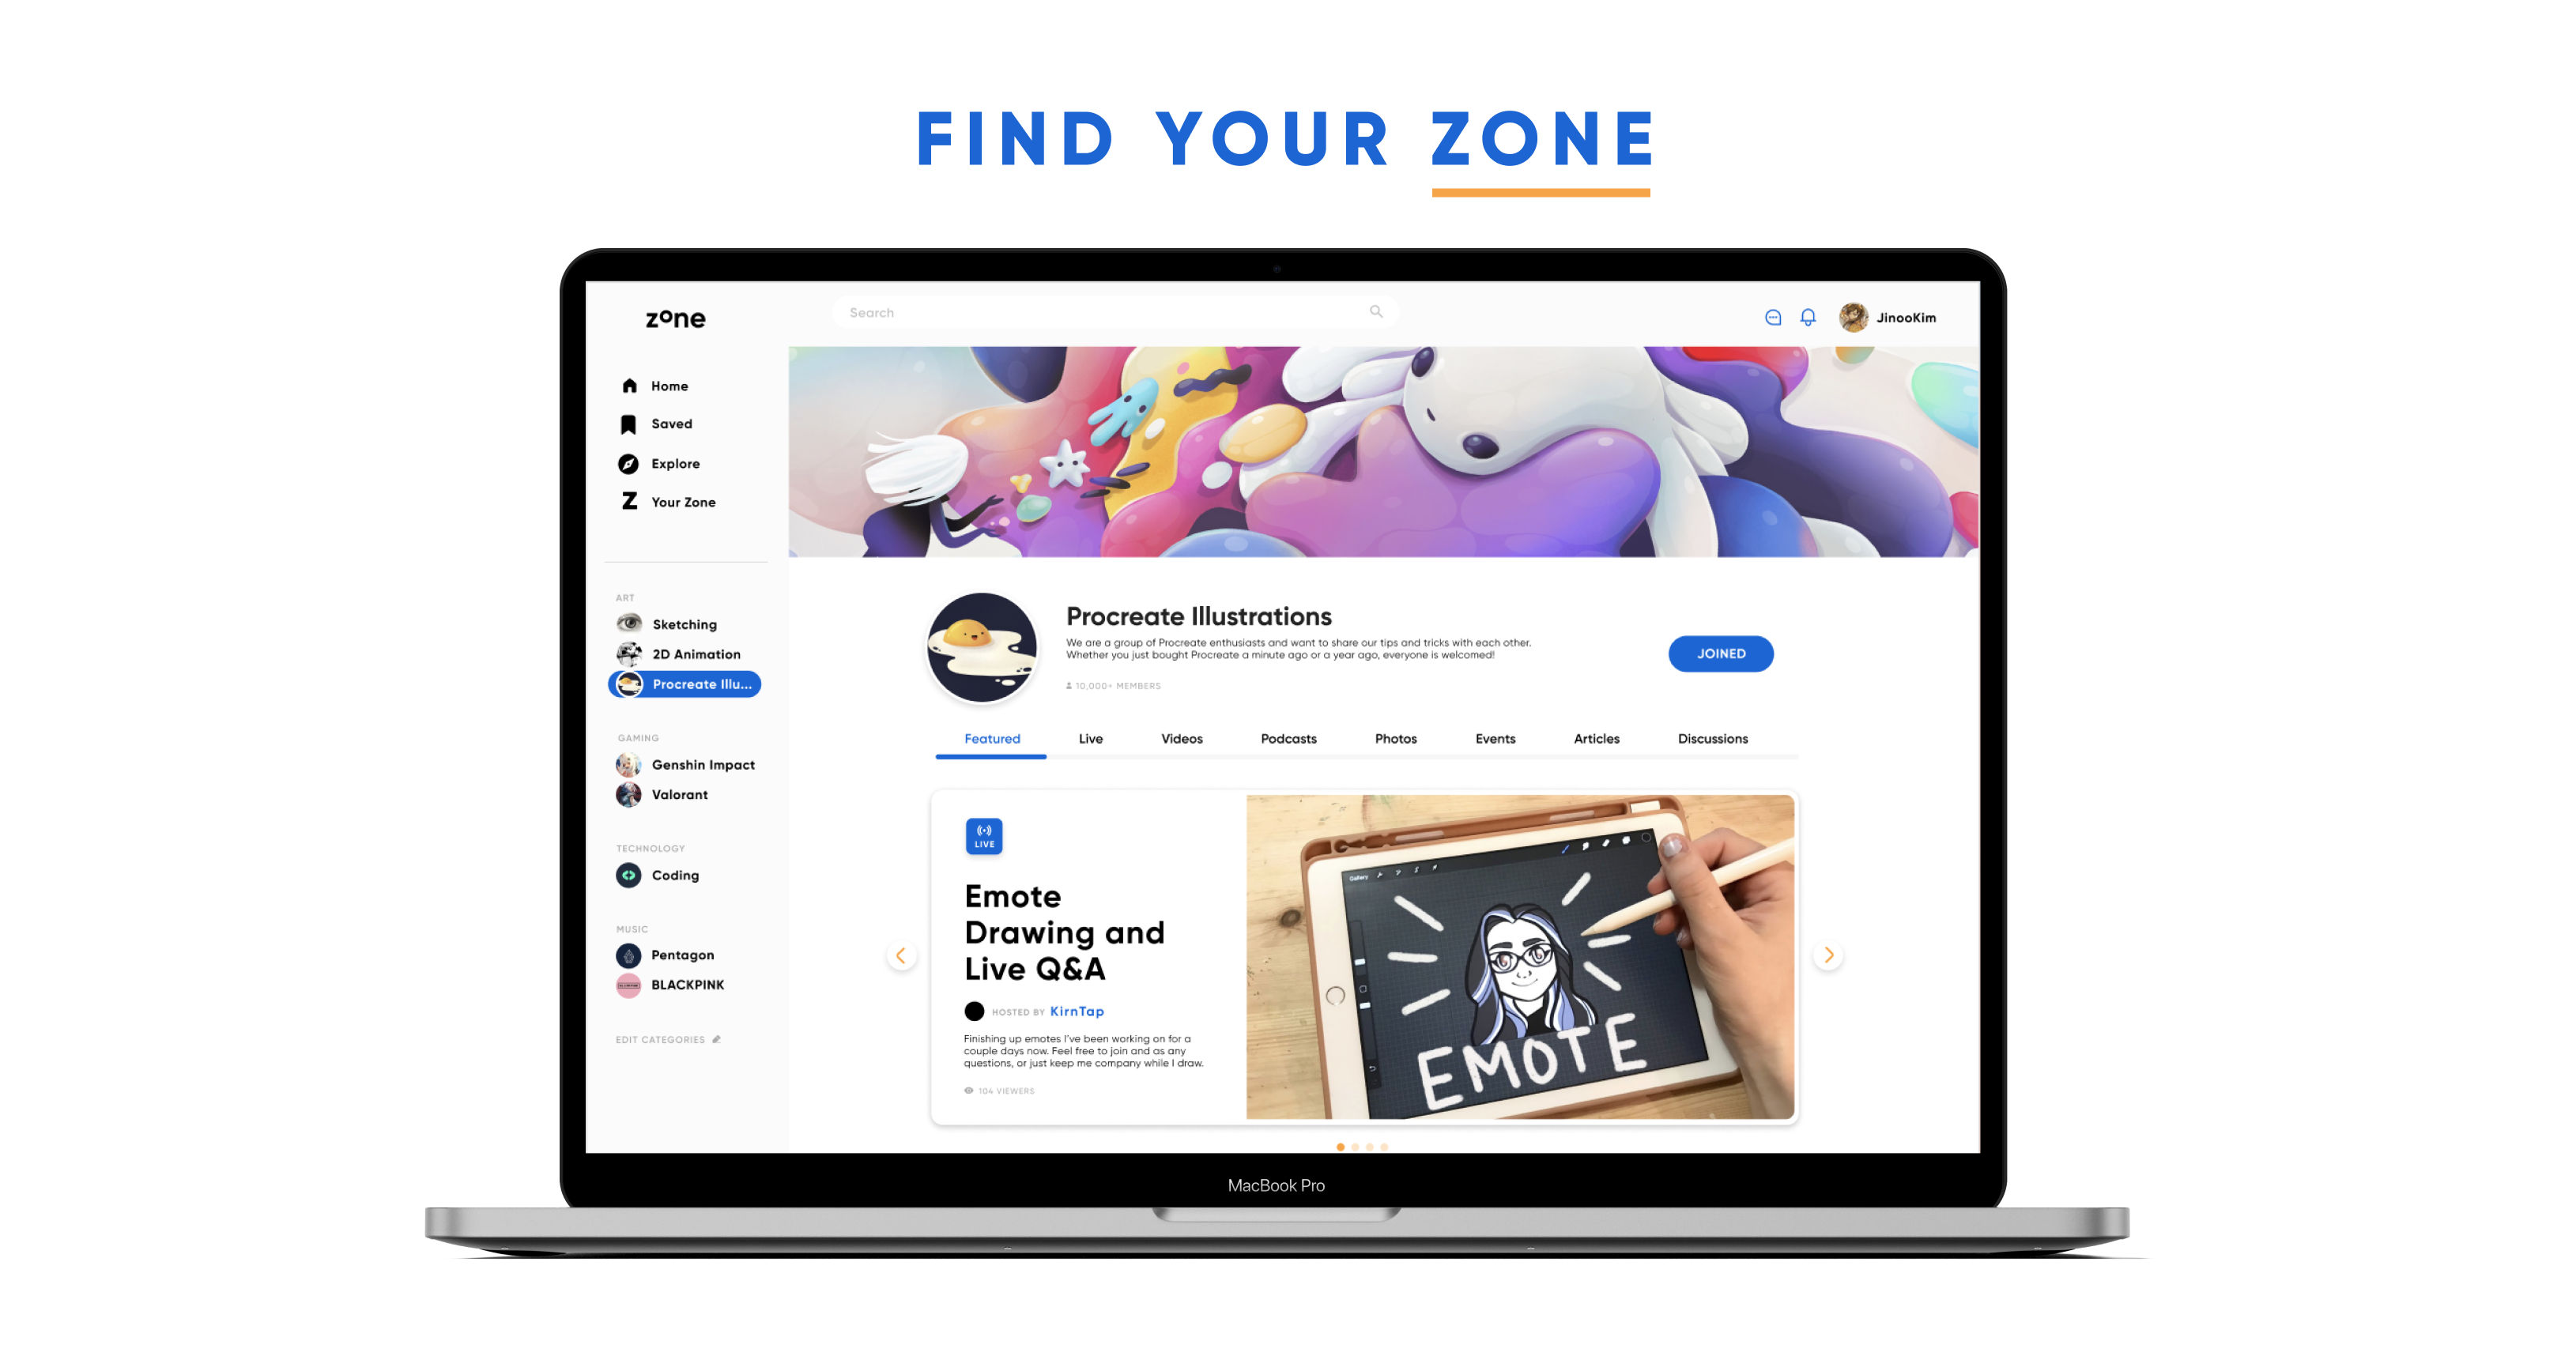 FIND YOUR ZONE
zone
Search
JinooKim
Home
Saved
Explore
Z Your Zone
ART
Sketching
2D Animation
Procreate Illu...
GAMING
Genshin Impact
Valorant
TECHNOLOGY
Coding
MUSIC
Pentagon
BLACKPINK
EDIT CATEGORIES
Procreate Illustrations
We are a group of Procreate enthusiasts and want to share our tips and tricks with each other.
Whether you just bought Procreate a minute ago or a year ago, everyone is welcomed!
10,000+ MEMBERS
JOINED
Featured Live Videos Podcasts Photos Events Articles Discussions
LIVE
Emote
Drawing and
Live Q&A
HOSTED BY KirnTap
Finishing up emotes I've been working on for a
couple days now. Feel free to join and as any
questions, or just keep me company while I draw.
104 VIEWERS
Gallery
EMOTE
MacBook Pro